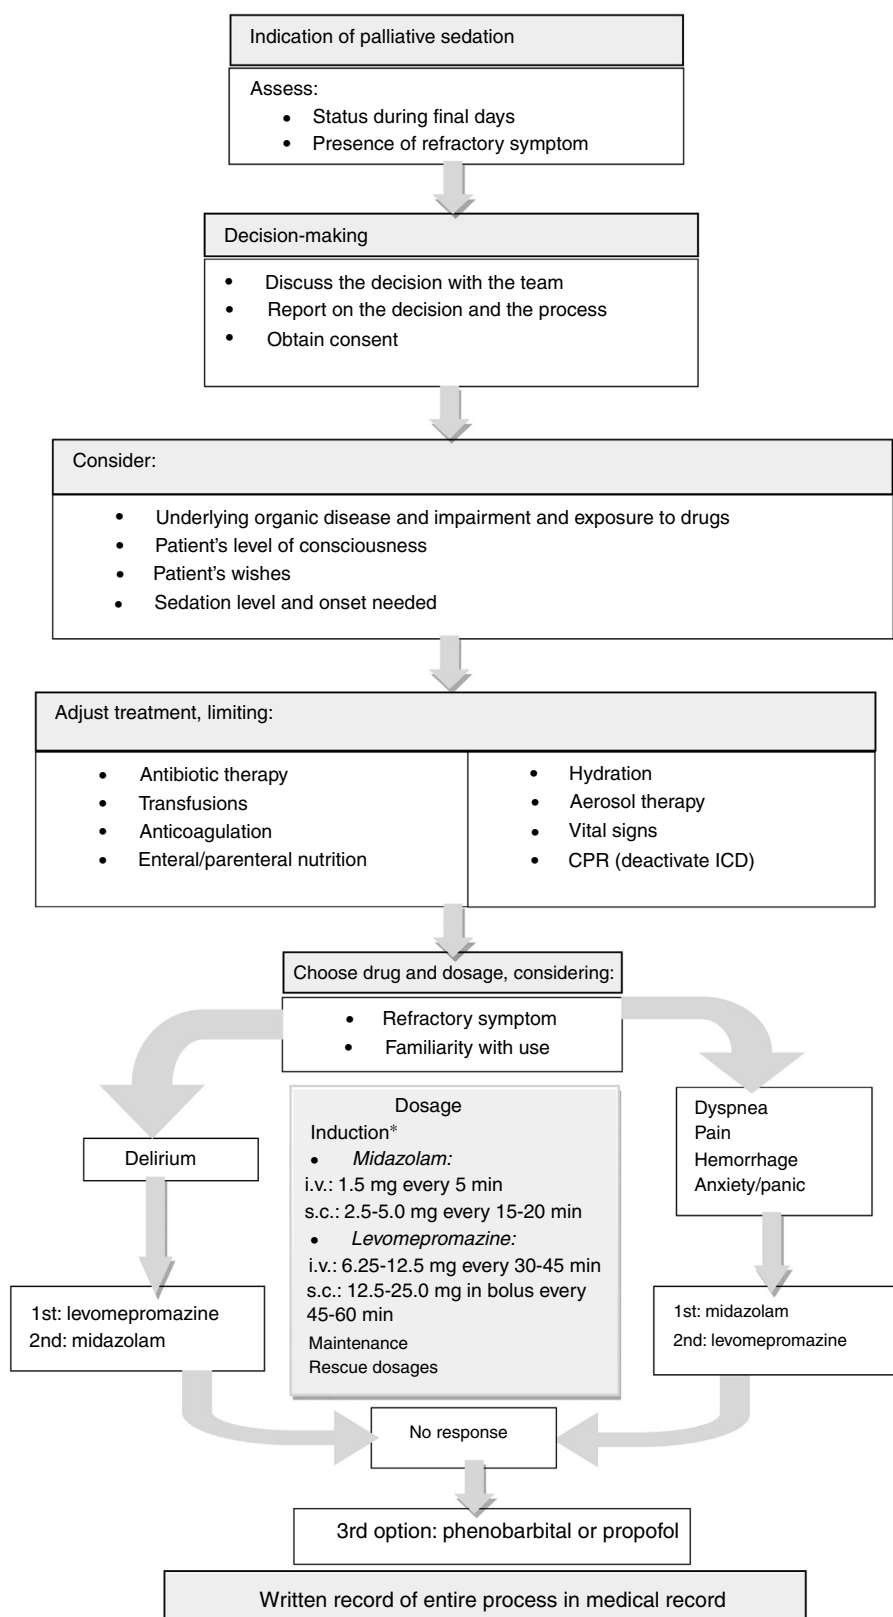 Indication of palliative sedation
Assess:
• Status during final days
• Presence of refractory symptom
Decision-making
• Discuss the decision with the team
• Report on the decision and the process
• Obtain consent
Consider:
• Underlying organic disease and impairment and exposure to drugs
• Patient's level of consciousness
• Patient's wishes
• Sedation level and onset needed
Adjust treatment, limiting:
• Antibiotic therapy
• Transfusions
• Anticoagulation
• Enteral/parenteral nutrition
• Hydration
• Aerosol therapy
• Vital signs
• CPR (deactivate ICD)
Choose drug and dosage, considering:
• Refractory symptom
• Familiarity with use
Delirium
1st: levomepromazine
2nd: midazolam
Dosage
Induction*
• Midazolam:
i.v.: 1.5 mg every 5 min
s.c.: 2.5-5.0 mg every 15-20 min
• Levomepromazine:
i.v.: 6.25-12.5 mg every 30-45 min
s.c.: 12.5-25.0 mg in bolus every
45-60 min
Maintenance
Rescue dosages
Dyspnea
Pain
Hemorrhage
Anxiety/panic
1st: midazolam
2nd: levomepromazine
No response
3rd option: phenobarbital or propofol
Written record of entire process in medical record